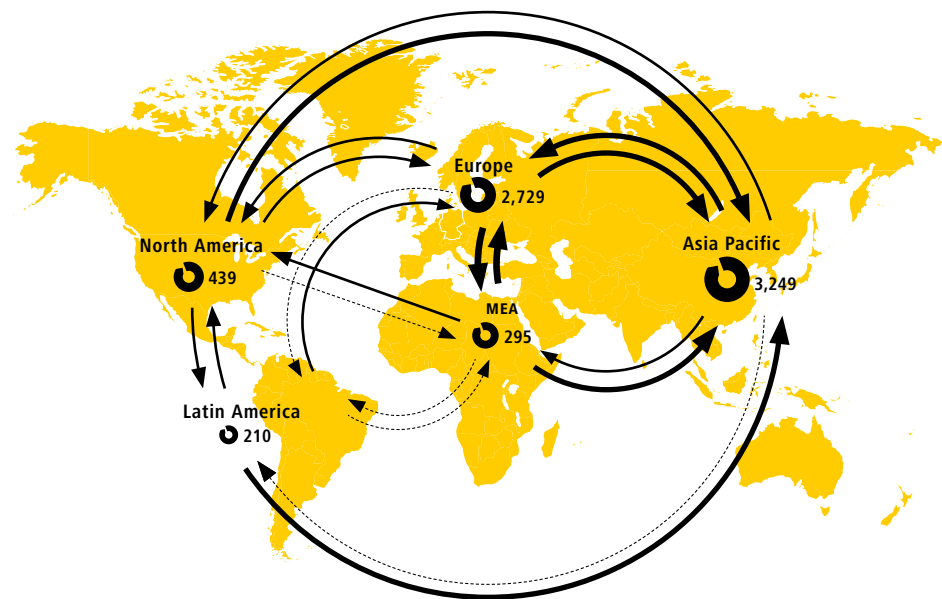 Europe
2,729
North America
439
Asia Pacific
3,249
MEA
295
Latin America
210